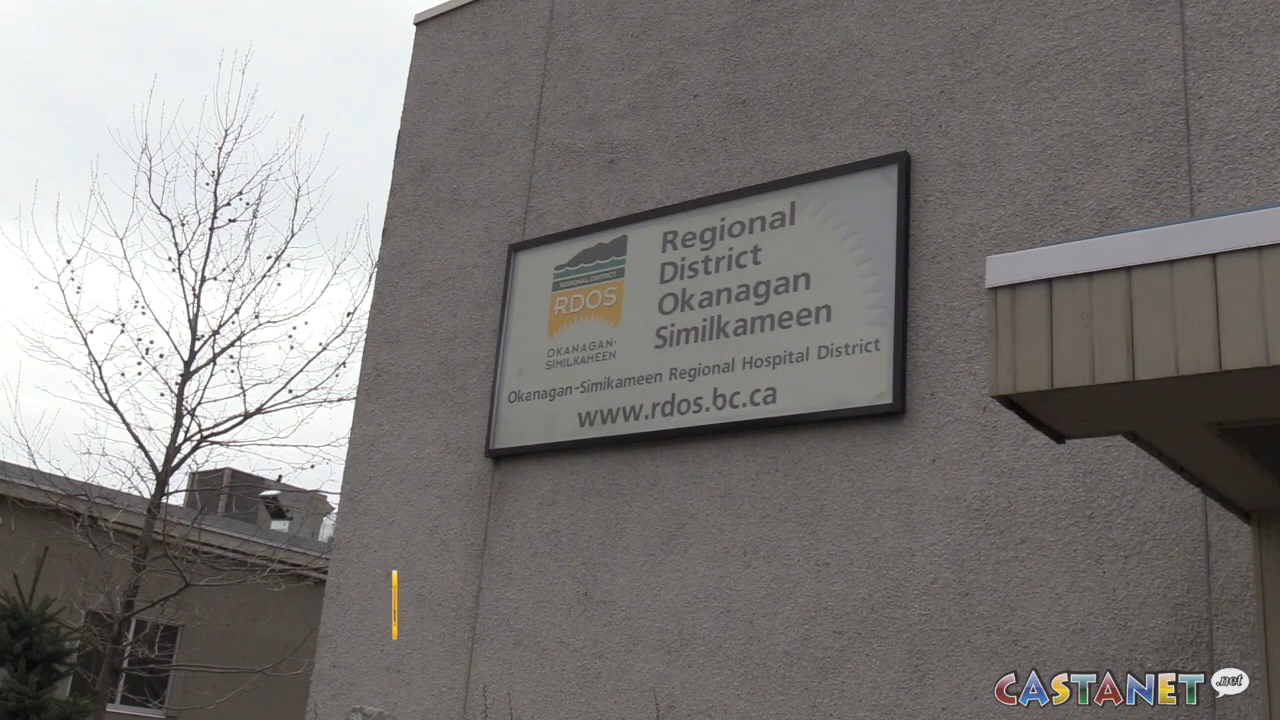 REGIONAL DISTRICT
RDOS
OKANAGAN-
SIMILKAMEEN
Regional
District
Okanagan
Similkameen
Okanagan-Simikameen Regional Hospital District
www.rdos.bc.ca
CASTANET .net